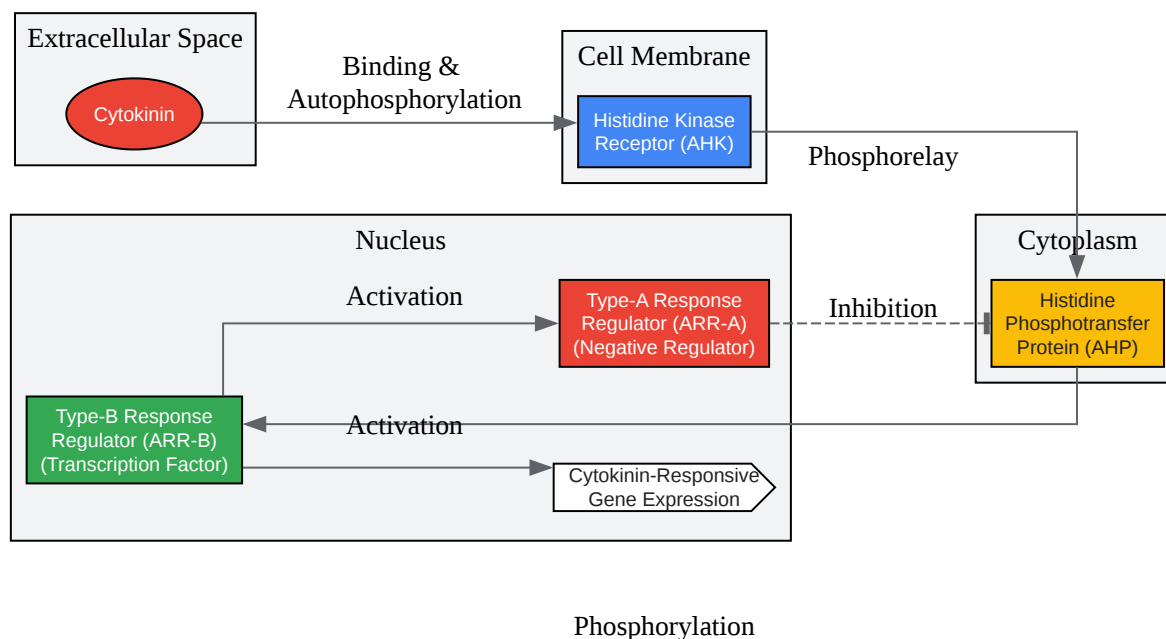 Extracellular Space
Cytokinin
Binding &
Autophosphorylation
Cell Membrane
Histidine Kinase
Receptor (AHK)
Phosphorelay
Nucleus
Cytoplasm
Activation
Type-A Response
Regulator (ARR-A)
(Negative Regulator)
Inhibition
Histidine
Phosphotransfer
Protein (AHP)
Type-B Response
Regulator (ARR-B)
(Transcription Factor)
Activation
Cytokinin-Responsive
Gene Expression
Phosphorylation